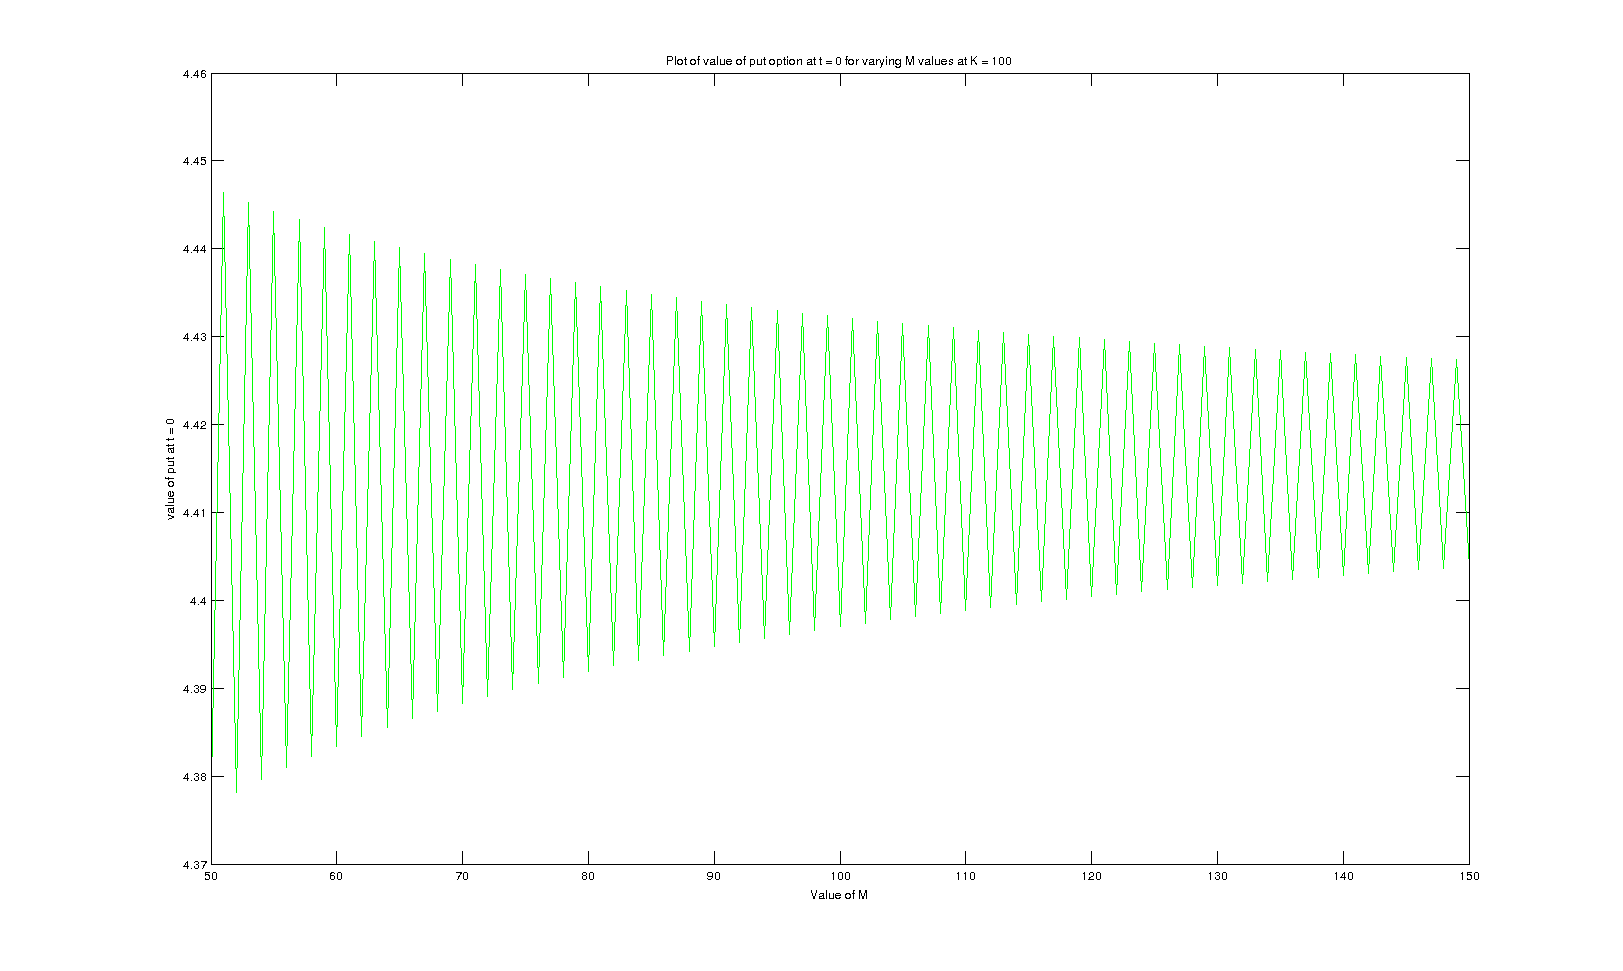 Plot of value of put option at t = 0 for varying M values at K = 100
4.46
4.45
4.44
4.43
4.42
4.41
4.4
4.39
4.38
4.37
value of put at t = 0
50 60 70 80 90 100 110 120 130 140 150
Value of M